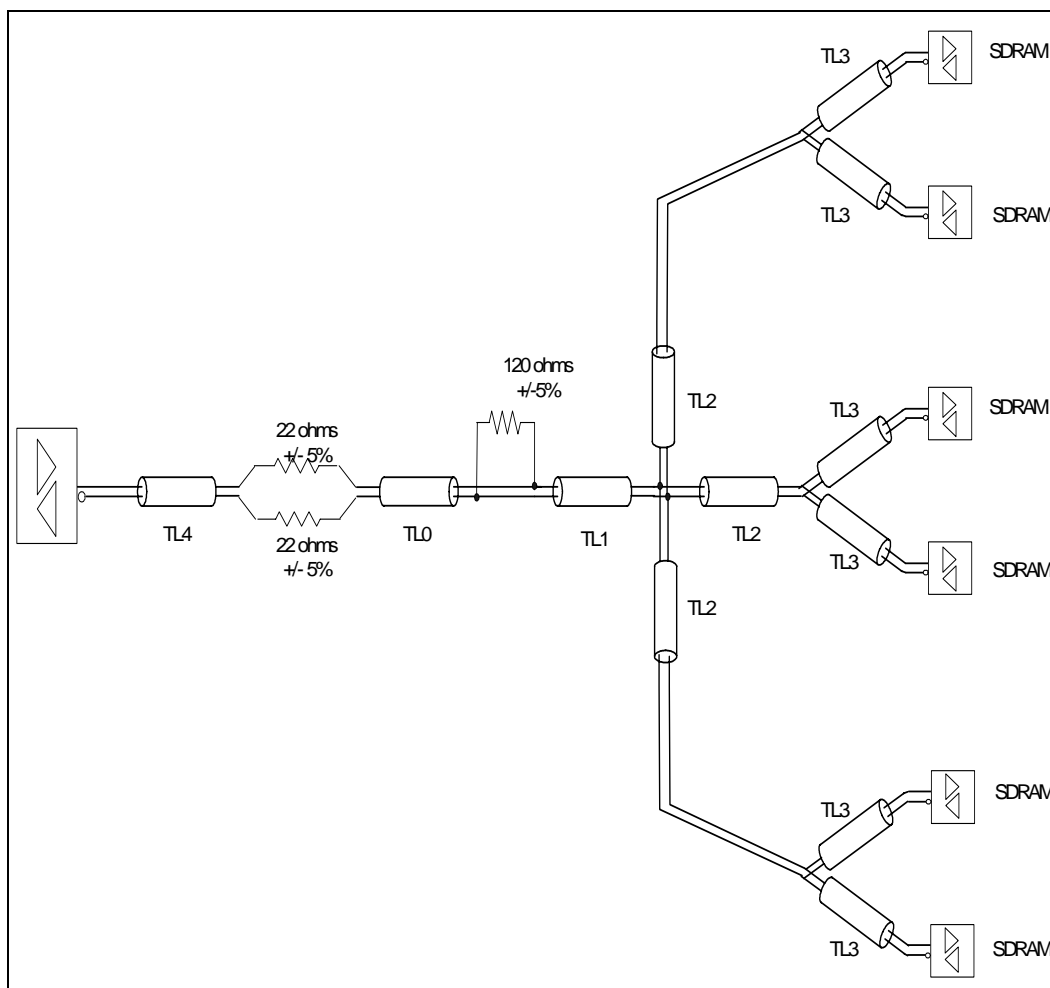 TL3
SDRAM
TL3
SDRAM
120 ohms
+/-5%
TL2
22 ohms
+/- 5%
TL3
SDRAM
TL4
TL0
TL1
TL2
22 ohms
+/- 5%
TL3
SDRAM
TL2
TL3
SDRAM
TL3
SDRAM